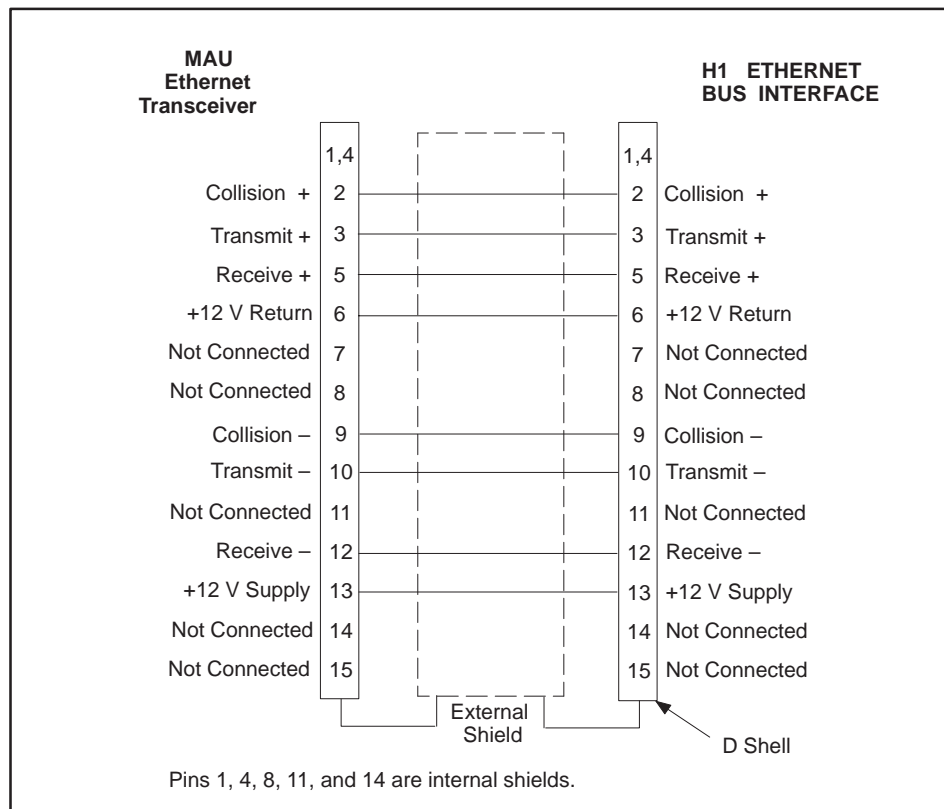 MAU
Ethernet
Transceiver
H1 ETHERNET
BUS INTERFACE
1,4 1,4
Collision + 2 2 Collision +
Transmit + 3 3 Transmit +
Receive + 5 5 Receive +
+12 V Return 6 6 +12 V Return
Not Connected 7 7 Not Connected
Not Connected 8 8 Not Connected
Collision – 9 9 Collision –
Transmit – 10 10 Transmit –
Not Connected 11 11 Not Connected
Receive – 12 12 Receive –
+12 V Supply 13 13 +12 V Supply
Not Connected 14 14 Not Connected
Not Connected 15 15 Not Connected
External
Shield
D Shell
Pins 1, 4, 8, 11, and 14 are internal shields.